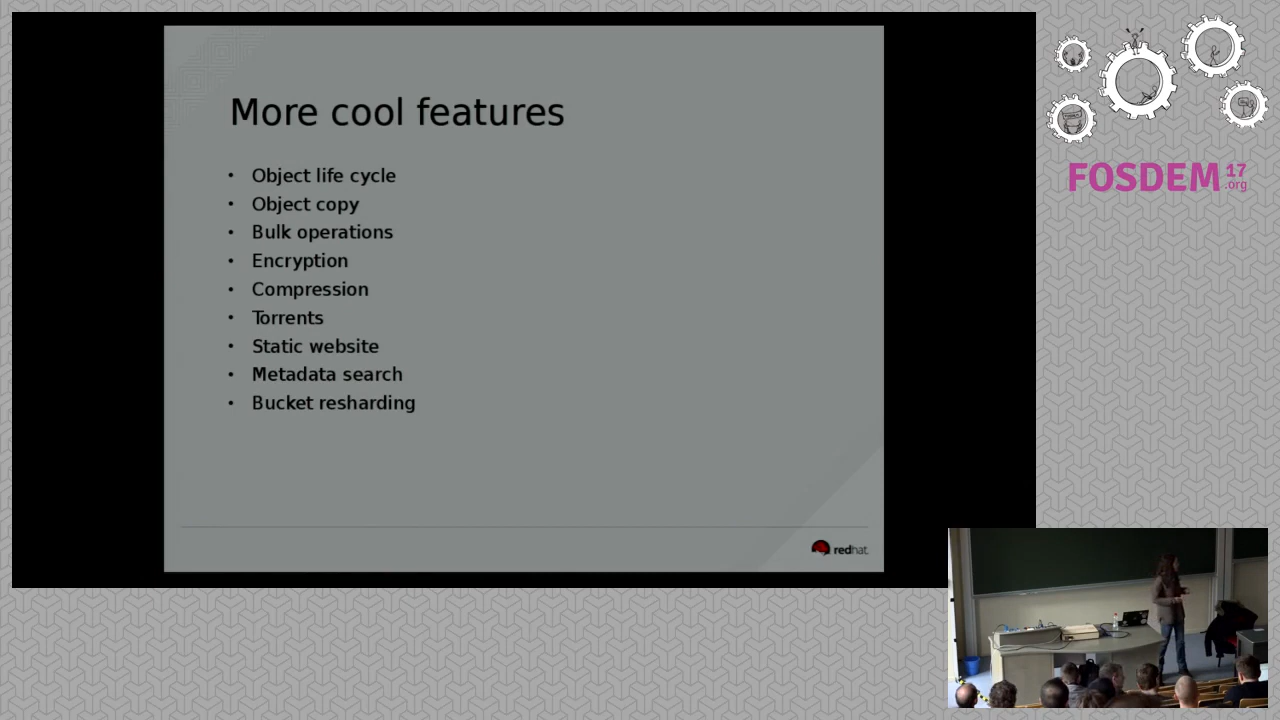 More cool features
• Object life cycle
• Object copy
• Bulk operations
• Encryption
• Compression
• Torrents
• Static website
• Metadata search
• Bucket resharding
redhat
FOSDEM 17
.org